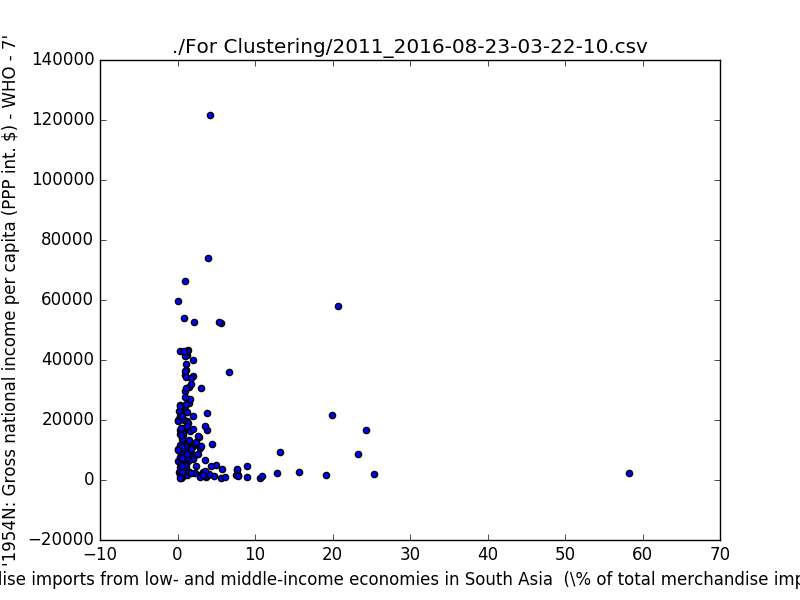 ./For Clustering/2011_2016-08-23-03-22-10.csv
'1954N: Gross national income per capita (PPP int. $) - WHO - 7'
140000
120000
100000
80000
60000
40000
20000
0
−20000
−10 0 10 20 30 40 50 60 70
imports from low- and middle-income economies in South Asia (\% of total merchandise